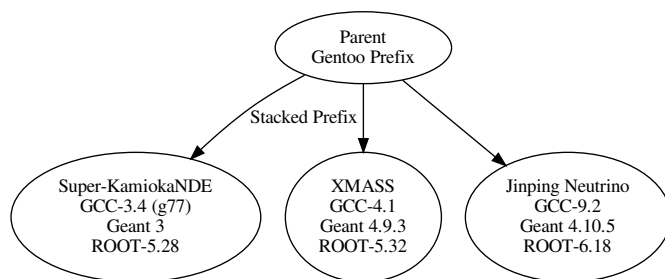 Parent
Gentoo Prefix
Stacked Prefix
Super-KamiokaNDE
GCC-3.4 (g77)
Geant 3
ROOT-5.28
XMASS
GCC-4.1
Geant 4.9.3
ROOT-5.32
Jinping Neutrino
GCC-9.2
Geant 4.10.5
ROOT-6.18